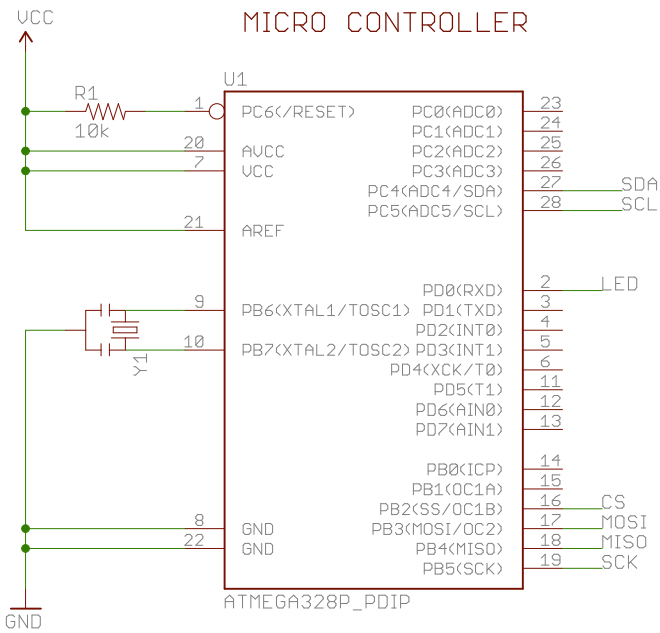 VCC
MICRO CONTROLLER
U1
R1
10k
1 PC6(/RESET) PC0(ADC0) 23
PC1(ADC1) 24
20 AVCC PC2(ADC2) 25
7 VCC PC3(ADC3) 26
PC4(ADC4/SDA) 27 SDA
PC5(ADC5/SCL) 28 SCL
21 AREF
PD0(RXD) 2 LED
9 PB6(XTAL1/TOSC1) PD1(TXD) 3
PD2(INT0) 4
10 PB7(XTAL2/TOSC2) PD3(INT1) 5
Y1
PD4(XCK/T0) 6
PD5(T1) 11
PD6(AIN0) 12
PD7(AIN1) 13
PB0(ICP) 14
PB1(OC1A) 15
PB2(SS/OC1B) 16 CS
8 GND PB3(MOSI/OC2) 17 MOSI
22 GND PB4(MISO) 18 MISO
PB5(SCK) 19 SCK
ATMEGA328P_PDIP
GND